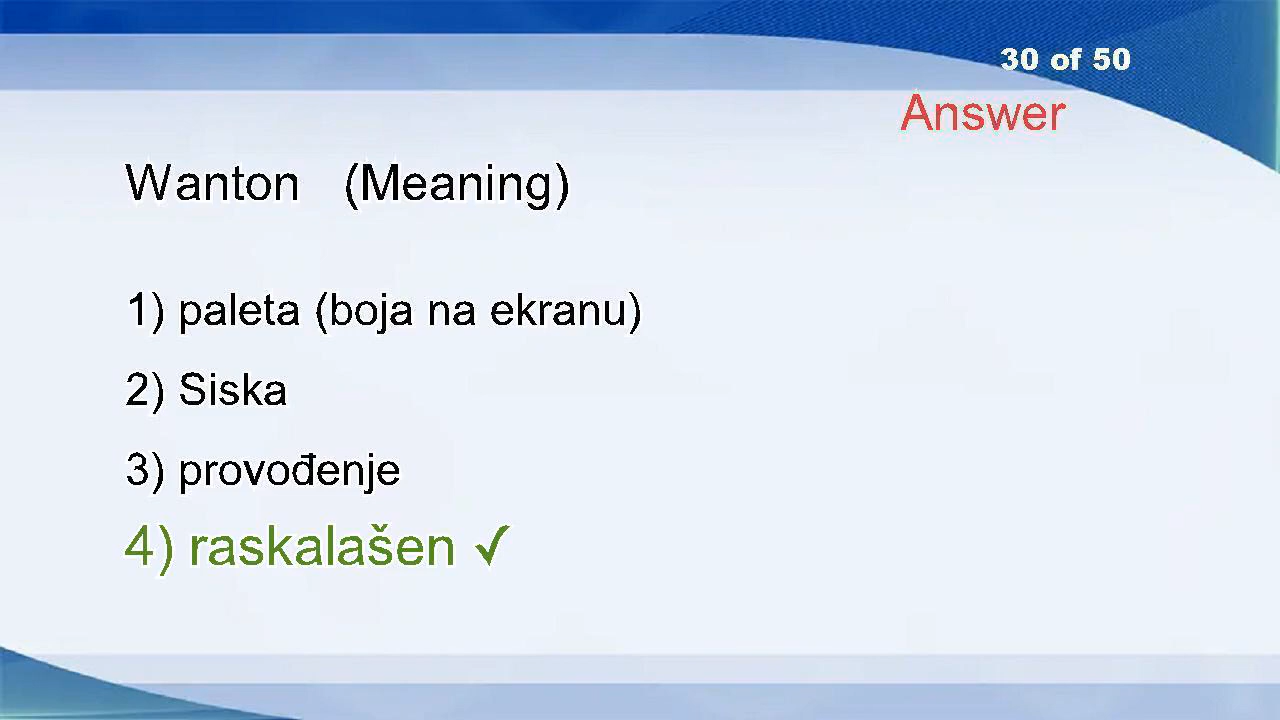 30 of 50
Answer
Wanton (Meaning)
1) paleta (boja na ekranu)
2) Siska
3) provođenje
4) raskalašen ✓